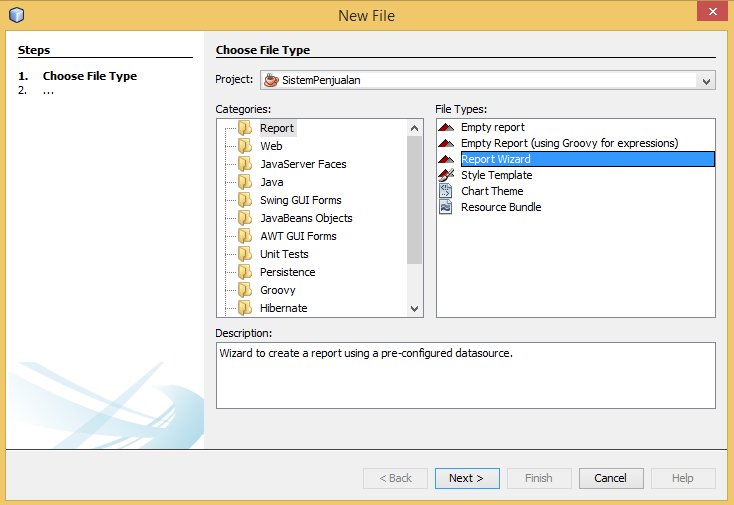 New File
Steps
1. Choose File Type
2. ...
Choose File Type
Project: SistemPenjualan
Categories:
Report
Web
JavaServer Faces
Java
Swing GUI Forms
JavaBeans Objects
AWT GUI Forms
Unit Tests
Persistence
Groovy
Hibernate
File Types:
Empty report
Empty Report (using Groovy for expressions)
Report Wizard
Style Template
Chart Theme
Resource Bundle
Description:
Wizard to create a report using a pre-configured datasource.
< Back Next > Finish Cancel Help